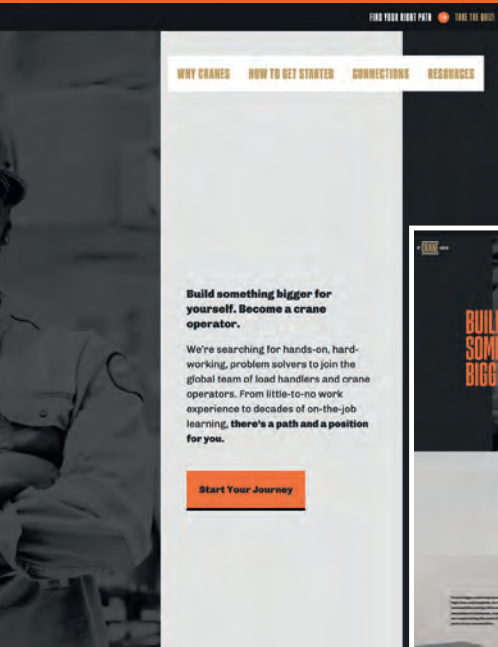 FIND YOUR RIGHT PATH TAKE THE QUIZ!
WHY CRANES HOW TO GET STARTED CONNECTIONS RESOURCES
Build something bigger for
yourself. Become a crane
operator.
We're searching for hands-on, hard-
working, problem solvers to join the
global team of load handlers and crane
operators. From little-to-no work
experience to decades of on-the-job
learning, there's a path and a position
for you.
Start Your Journey
CRANE
BUIL
SOM
BIGG